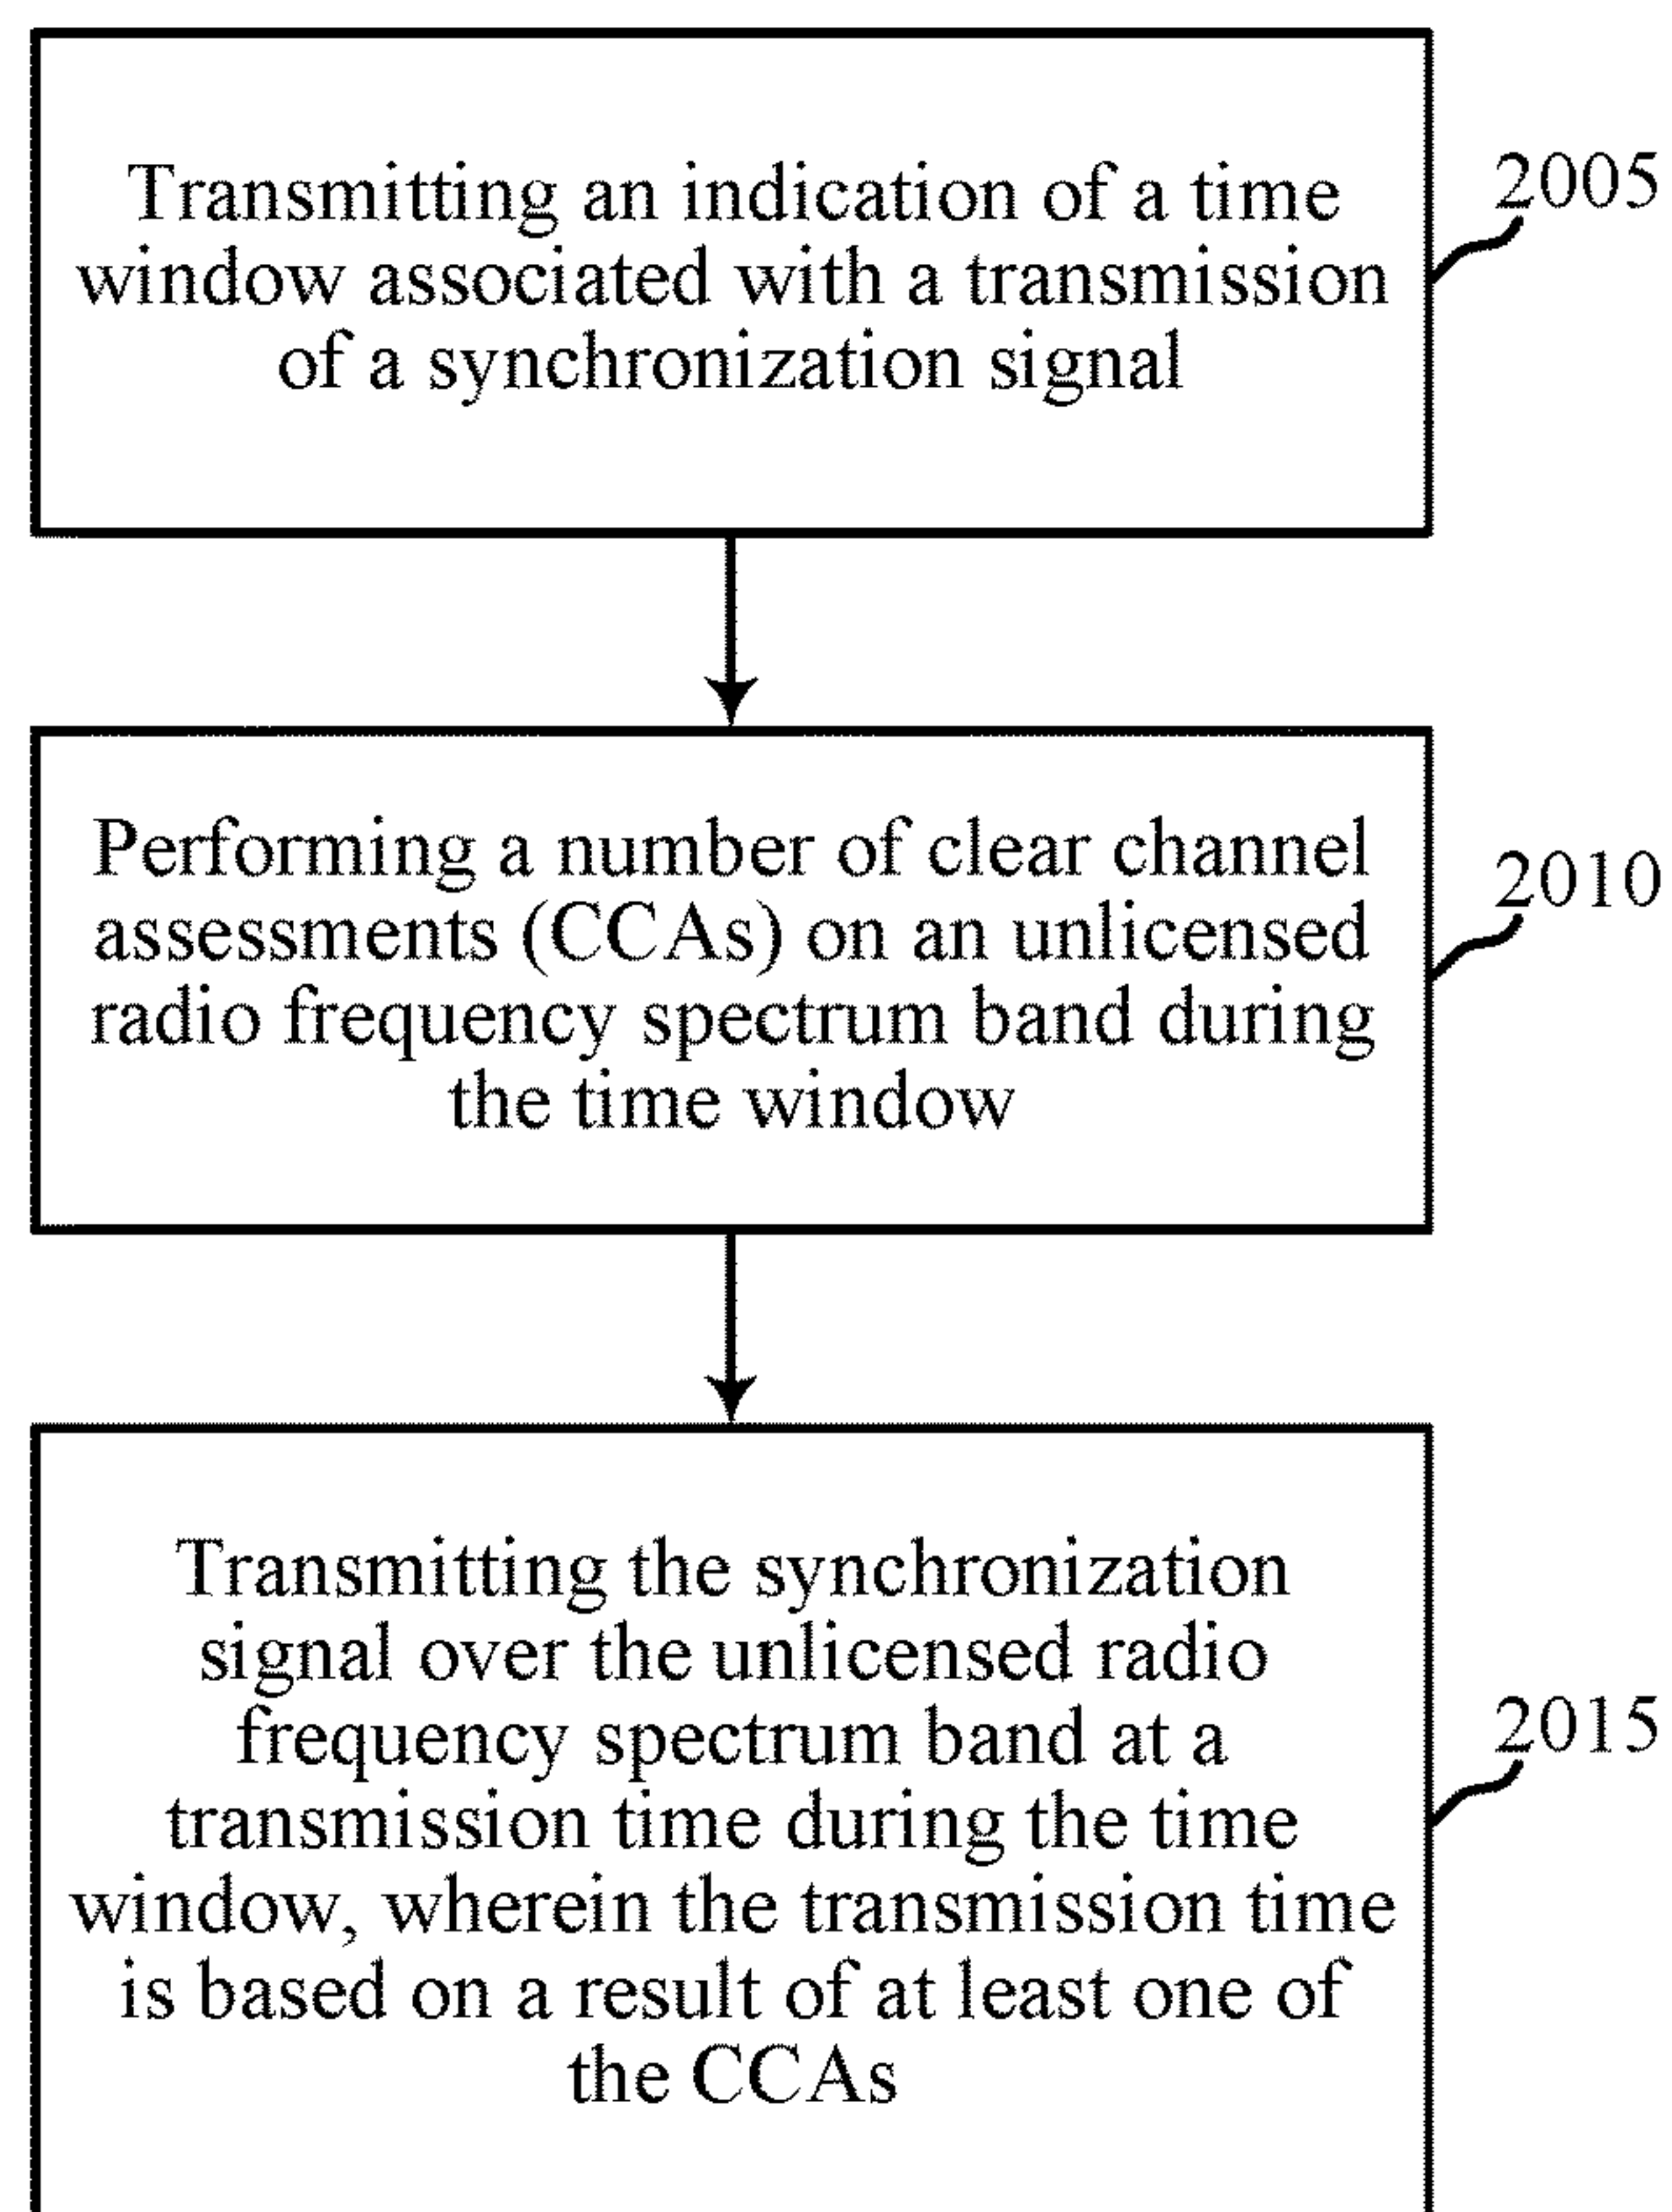 Transmitting an indication of a time
window associated with a transmission
of a synchronization signal
2005
Performing a number of clear channel
assessments (CCAs) on an unlicensed
radio frequency spectrum band during
the time window
2010
Transmitting the synchronization
signal over the unlicensed radio
frequency spectrum band at a
transmission time during the time
window, wherein the transmission time
is based on a result of at least one of
the CCAs
2015